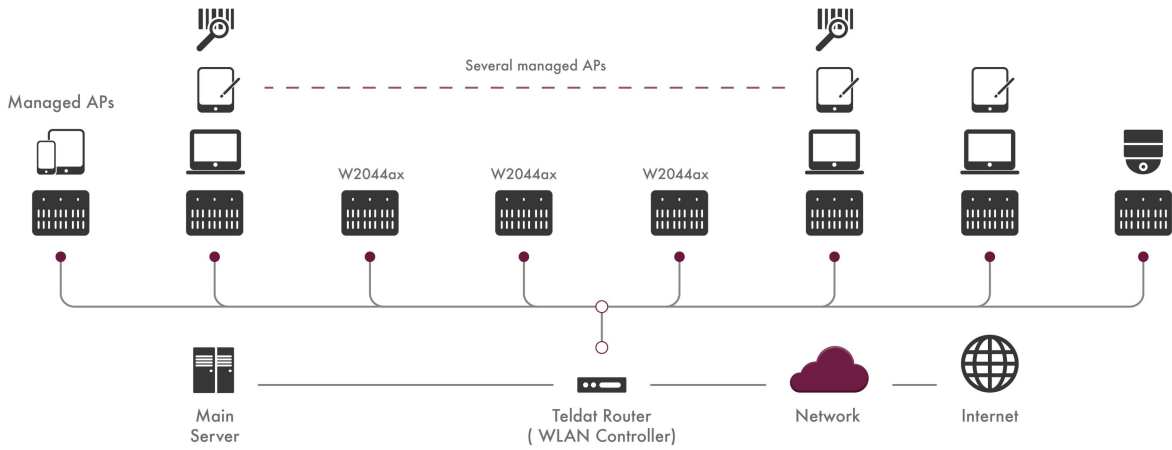 Several managed APs
Managed APs
W2044ax
W2044ax
W2044ax
Main
Server
Teldat Router
( WLAN Controller)
Network
Internet